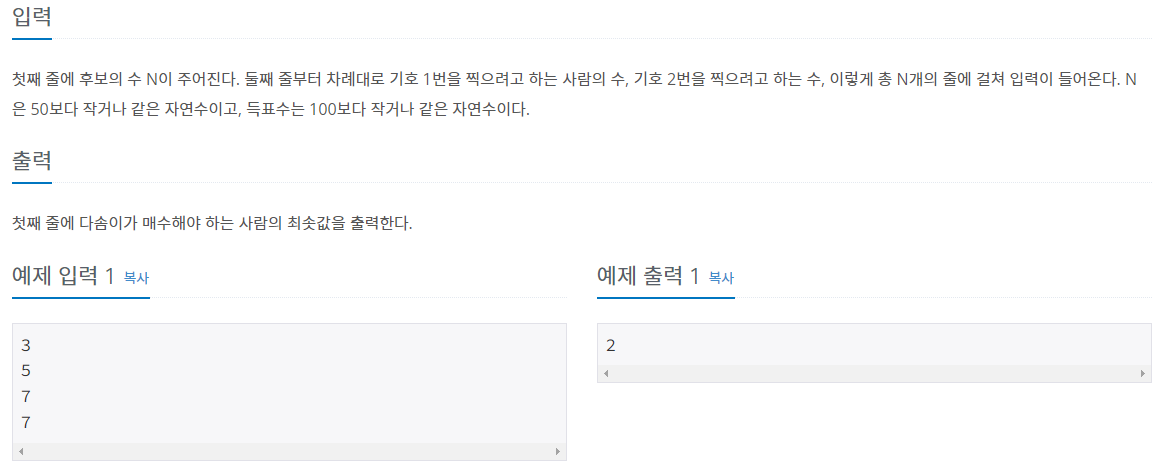 입력
첫째 줄에 후보의 수 N이 주어진다. 둘째 줄부터 차례대로 기호 1번을 찍으려고 하는 사람의 수, 기호 2번을 찍으려고 하는 수, 이렇게 총 N개의 줄에 걸쳐 입력이 들어온다. N
은 50보다 작거나 같은 자연수이고, 득표수는 100보다 작거나 같은 자연수이다.
출력
첫째 줄에 다솜이가 매수해야 하는 사람의 최솟값을 출력한다.
예제 입력 1 복사
3
5
7
7
예제 출력 1 복사
2